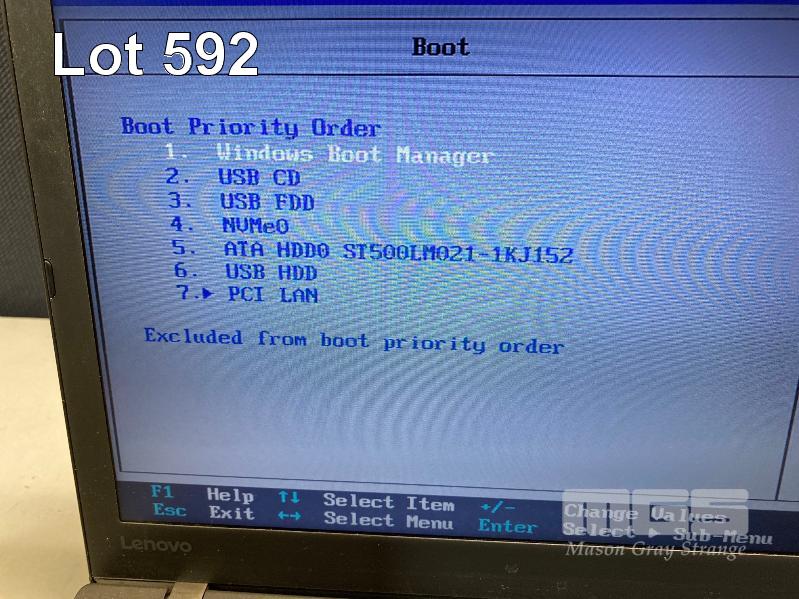 Lot 592
Boot
Boot Priority Order
1. Windows Boot Manager
2. USB CD
3. USB FDD
4. NVMe0
5. ATA HDD0 ST500LM021-1KJ152
6. USB HDD
7.▸ PCI LAN
Excluded from boot priority order
F1 Help ↑↓ Select Item +/- Change Values
Esc Exit ←→ Select Menu Enter Select ▸ Sub-Menu
MGS
Mason Gray Strange
Lenovo